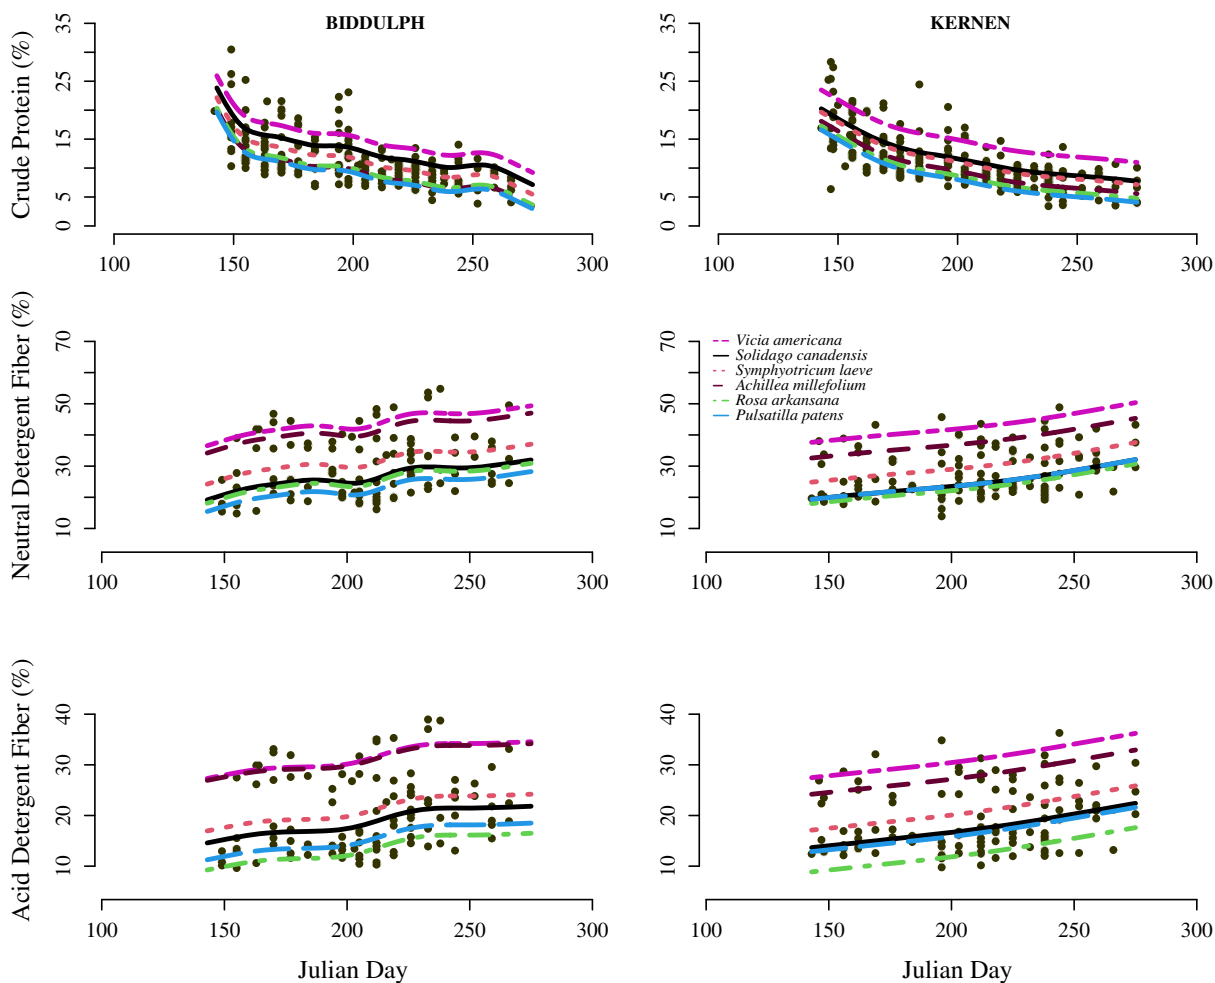 BIDDULPH
KERNEN
Crude Protein (%)
35
25
15
5
0
100 150 200 250 300
35
25
15
5
0
100 150 200 250 300
Neutral Detergent Fiber (%)
70
50
30
10
100 150 200 250 300
70
50
30
10
Vicia americana
Solidago canadensis
Symphyotricum laeve
Achillea millefolium
Rosa arkansana
Pulsatilla patens
100 150 200 250 300
Acid Detergent Fiber (%)
40
30
20
10
100 150 200 250 300
Julian Day
40
30
20
10
100 150 200 250 300
Julian Day